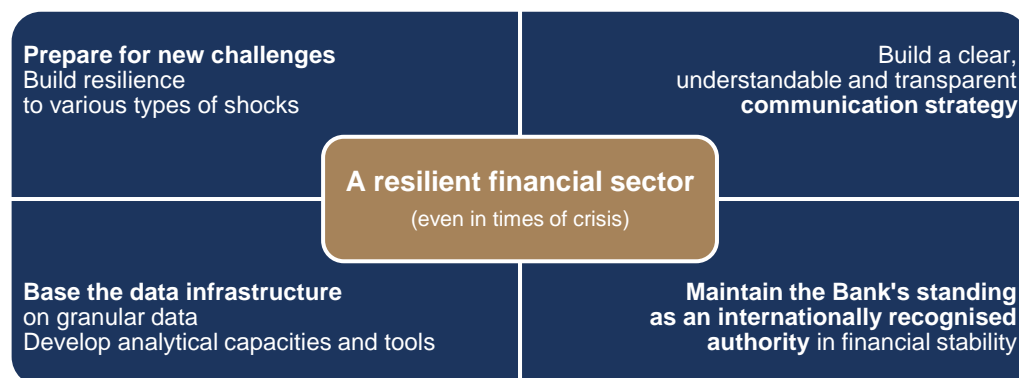 Prepare for new challenges
Build resilience
to various types of shocks
Build a clear,
understandable and transparent
communication strategy
A resilient financial sector
(even in times of crisis)
Base the data infrastructure
on granular data
Develop analytical capacities and tools
Maintain the Bank's standing
as an internationally recognised
authority in financial stability